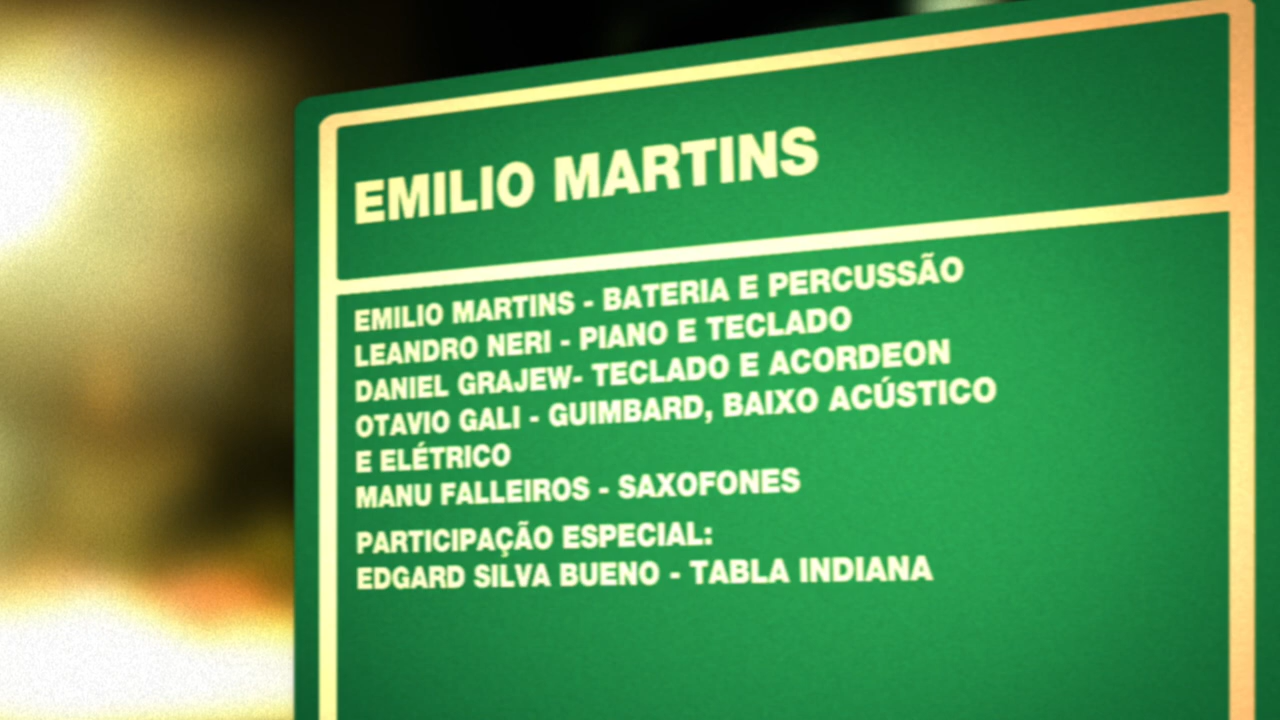 EMILIO MARTINS
EMILIO MARTINS - BATERIA E PERCUSSÃO
LEANDRO NERI - PIANO E TECLADO
DANIEL GRAJEW- TECLADO E ACORDEON
OTAVIO GALI - GUIMBARD, BAIXO ACÚSTICO
E ELÉTRICO
MANU FALLEIROS - SAXOFONES
PARTICIPAÇÃO ESPECIAL:
EDGARD SILVA BUENO - TABLA INDIANA